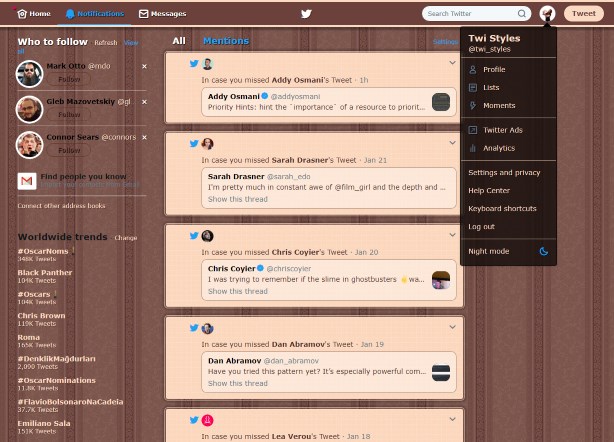 Home
Notifications
Messages
Search Twitter
Tweet
Who to follow · Refresh · View all
Mark Otto @mdo
Follow
Gleb Mazovetskiy @gl
Follow
Connor Sears @connors
Follow
Find people you know
Connect other address books
Worldwide trends · Change
#OscarNoms
348K Tweets
Black Panther
104K Tweets
#Oscars
104K Tweets
Chris Brown
119K Tweets
Roma
165K Tweets
#DenklikMağdurları
2,090 Tweets
#OscarNominations
11.8K Tweets
#FlavioBolsonaroNaCadeia
37.7K Tweets
Emiliano Sala
151K Tweets
All
Mentions
Settings
In case you missed Addy Osmani's Tweet · 1h
Addy Osmani @addyosmani
Priority Hints: hint the `importance` of a resource to priorit...
In case you missed Sarah Drasner's Tweet · Jan 21
Sarah Drasner @sarah_edo
I'm pretty much in constant awe of @film_girl and the depth and ...
Show this thread
In case you missed Chris Coyier's Tweet · Jan 20
Chris Coyier @chriscoyier
I was trying to remember if the slime in ghostbusters ⭐wa...
Show this thread
In case you missed Dan Abramov's Tweet · Jan 19
Dan Abramov @dan_abramov
Have you tried this pattern yet? It's especially powerful com...
Show this thread
In case you missed Lea Verou's Tweet · Jan 18
Twi Styles
@twi_styles
Profile
Lists
Moments
Twitter Ads
Analytics
Settings and privacy
Help Center
Keyboard shortcuts
Log out
Night mode